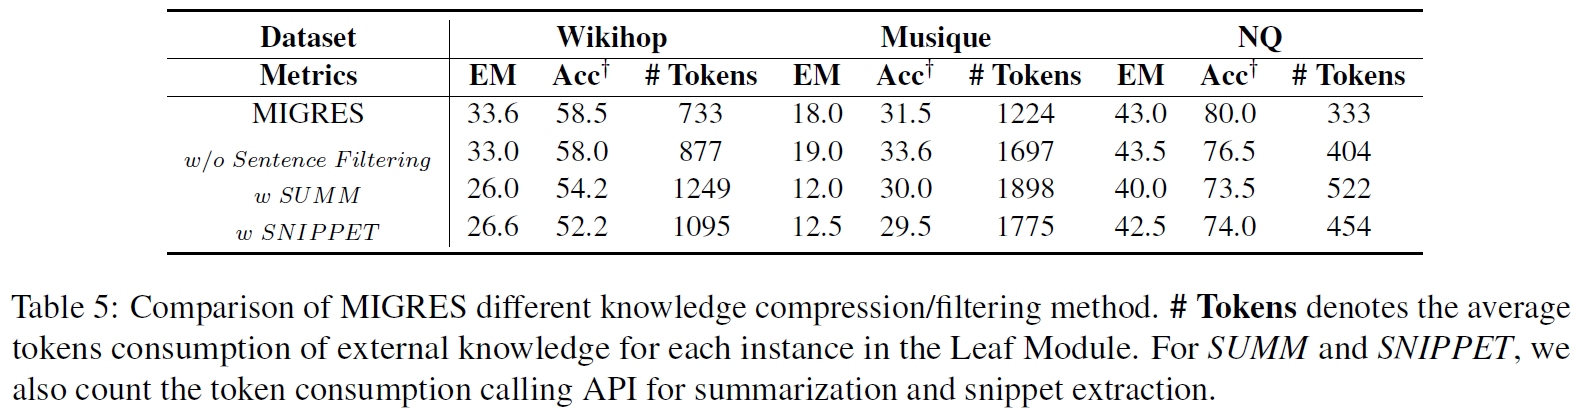 Dataset Wikihop Musique NQ
Metrics EM Acc† # Tokens EM Acc† # Tokens EM Acc† # Tokens
MIGRES 33.6 58.5 733 18.0 31.5 1224 43.0 80.0 333
w/o Sentence Filtering 33.0 58.0 877 19.0 33.6 1697 43.5 76.5 404
w SUMM 26.0 54.2 1249 12.0 30.0 1898 40.0 73.5 522
w SNIPPET 26.6 52.2 1095 12.5 29.5 1775 42.5 74.0 454
Table 5: Comparison of MIGRES different knowledge compression/filtering method. # Tokens denotes the average
tokens consumption of external knowledge for each instance in the Leaf Module. For SUMM and SNIPPET, we
also count the token consumption calling API for summarization and snippet extraction.